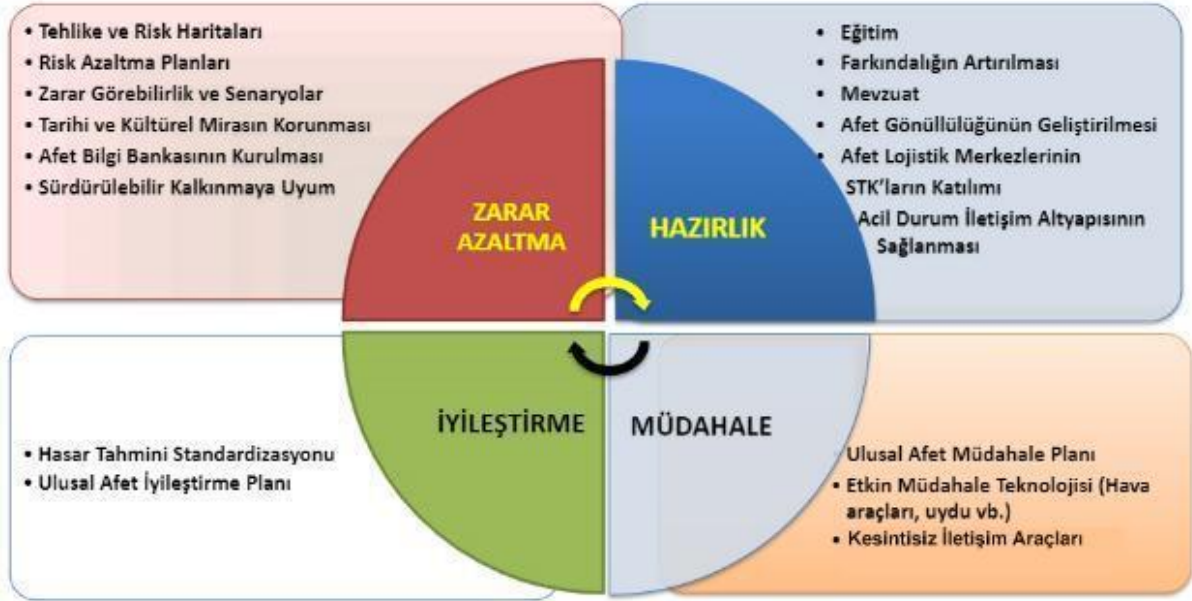 • Tehlike ve Risk Haritaları
• Risk Azaltma Planları
• Zarar Görebilirlik ve Senaryolar
• Tarihi ve Kültürel Mirasın Korunması
• Afet Bilgi Bankasının Kurulması
• Sürdürülebilir Kalkınmaya Uyum
ZARAR
AZALTMA
HAZIRLIK
• Eğitim
• Farkındalığın Artırılması
• Mevzuat
• Afet Gönüllülüğünün Geliştirilmesi
• Afet Lojistik Merkezlerinin
STK'ların Katılımı
Acil Durum İletişim Altyapısının
Sağlanması
İYİLEŞTİRME
• Hasar Tahmini Standardizasyonu
• Ulusal Afet İyileştirme Planı
MÜDAHALE
• Ulusal Afet Müdahale Planı
• Etkin Müdahale Teknolojisi (Hava
araçları, uydu vb.)
• Kesintisiz İletişim Araçları